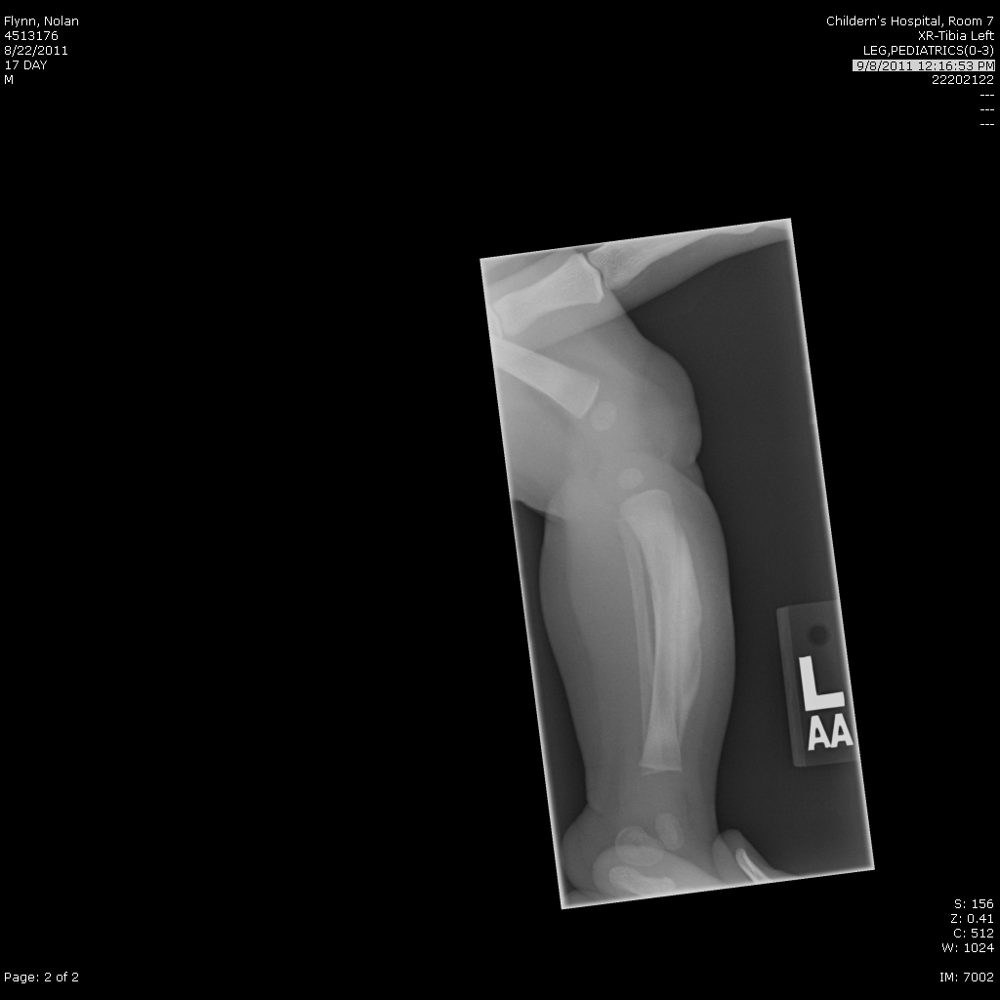 Flynn, Nolan
4513176
8/22/2011
17 DAY
M
Childern's Hospital, Room 7
XR-Tibia Left
LEG,PEDIATRICS(0-3)
9/8/2011 12:16:53 PM
22202122
---
---
---
L
AA
S: 156
Z: 0.41
C: 512
W: 1024
Page: 2 of 2
IM: 7002